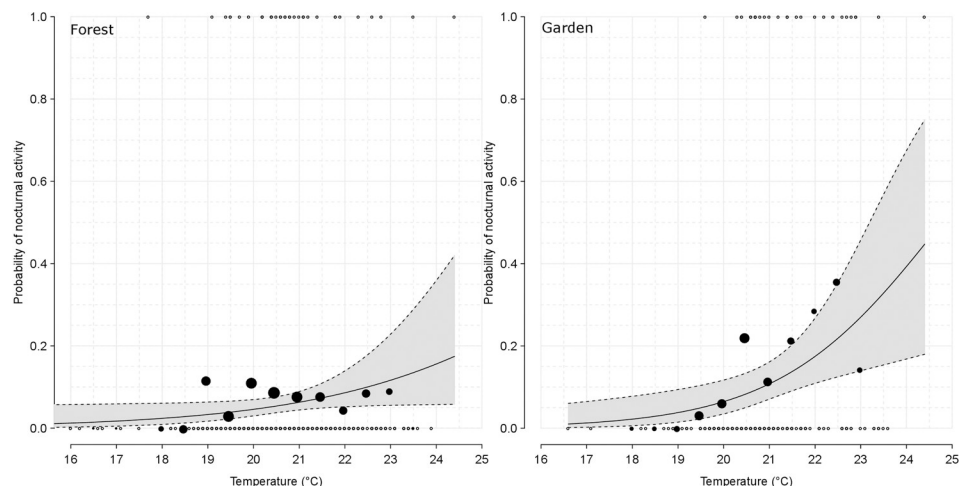 1.0
Forest
0.8
0.6
0.4
0.2
0.0
Probability of nocturnal activity
16 17 18 19 20 21 22 23 24 25
Temperature (°C)
1.0
Garden
0.8
0.6
0.4
0.2
0.0
Probability of nocturnal activity
16 17 18 19 20 21 22 23 24 25
Temperature (°C)